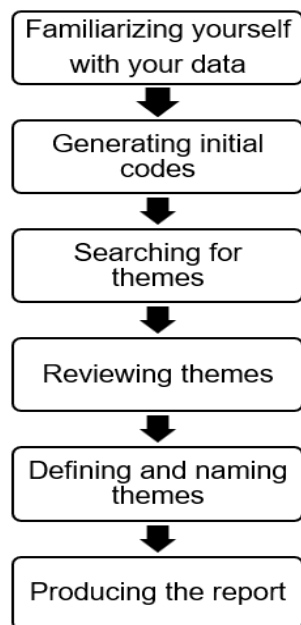 Familiarizing yourself
with your data
Generating initial
codes
Searching for
themes
Reviewing themes
Defining and naming
themes
Producing the report